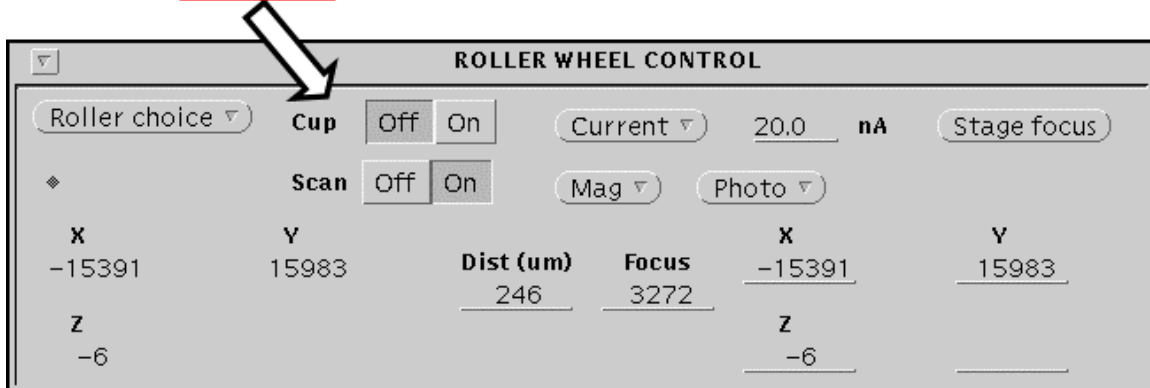 ROLLER WHEEL CONTROL
Roller choice Cup Off On Current 20.0 nA Stage focus
Scan Off On Mag Photo
X Y X Y
-15391 15983 Dist (um) Focus -15391 15983
246 3272
Z Z
-6 -6